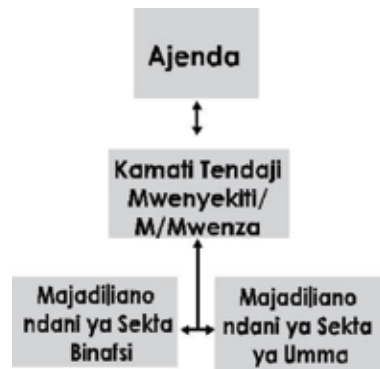 Ajenda
Kamati Tendaji
Mwenyekiti/
M/Mwenza
Majadiliano
ndani ya Sekta
Binafsi
Majadiliano
ndani ya Sekta
ya Umma